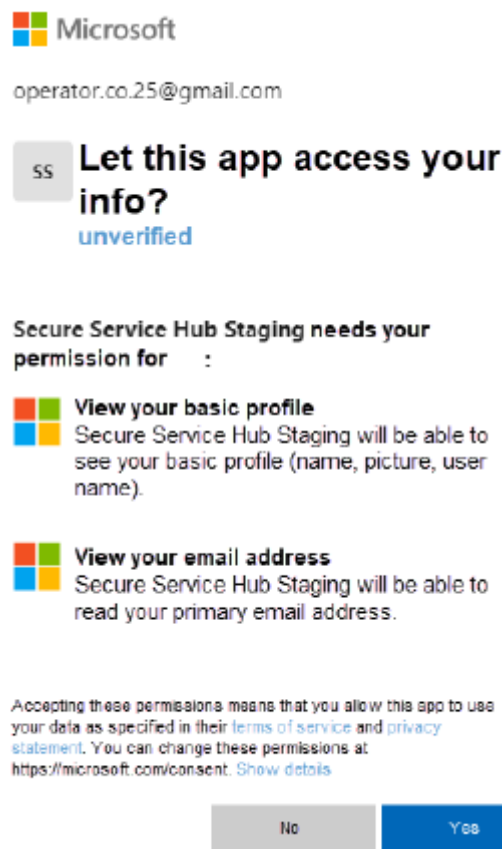 Microsoft
operator.co.25@gmail.com
SS
Let this app access your
info?
unverified
Secure Service Hub Staging needs your
permission for :
View your basic profile
Secure Service Hub Staging will be able to
see your basic profile (name, picture, user
name).
View your email address
Secure Service Hub Staging will be able to
read your primary email address.
Accepting these permissions means that you allow this app to use
your data as specified in their terms of service and privacy
statement. You can change these permissions at
https://microsoft.com/consent. Show details
No
Yes